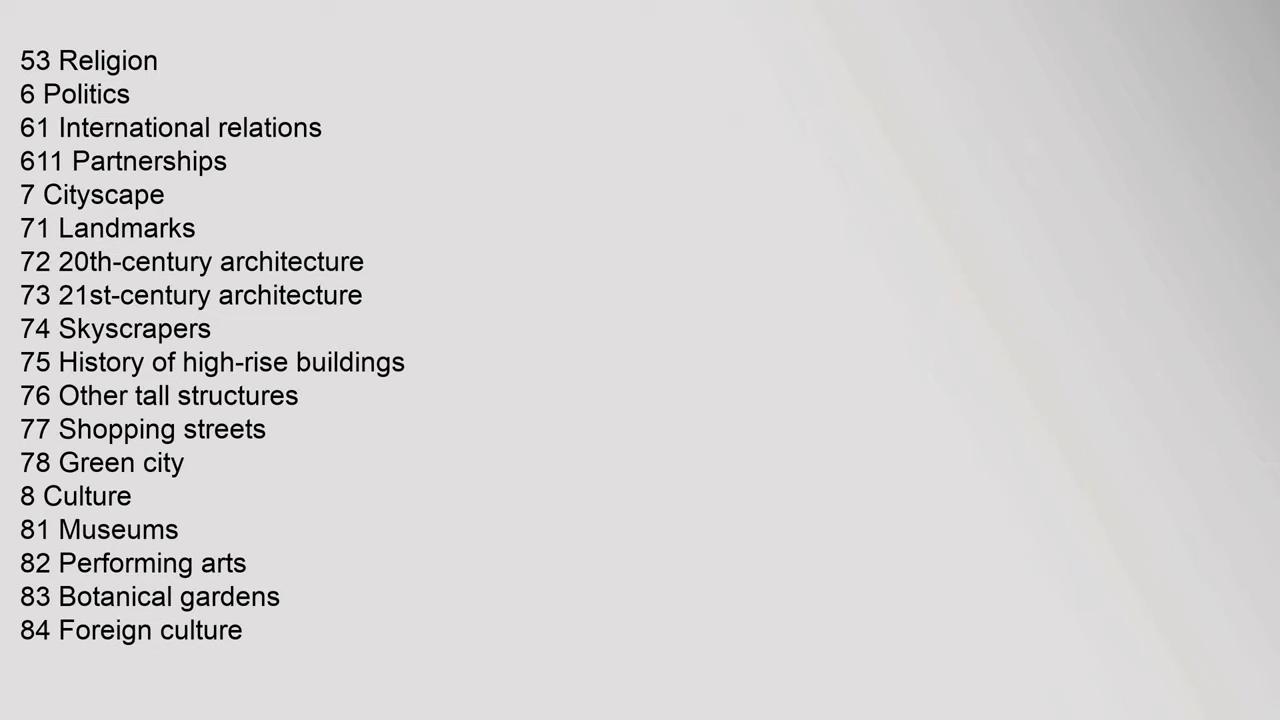 53 Religion
6 Politics
61 International relations
611 Partnerships
7 Cityscape
71 Landmarks
72 20th-century architecture
73 21st-century architecture
74 Skyscrapers
75 History of high-rise buildings
76 Other tall structures
77 Shopping streets
78 Green city
8 Culture
81 Museums
82 Performing arts
83 Botanical gardens
84 Foreign culture